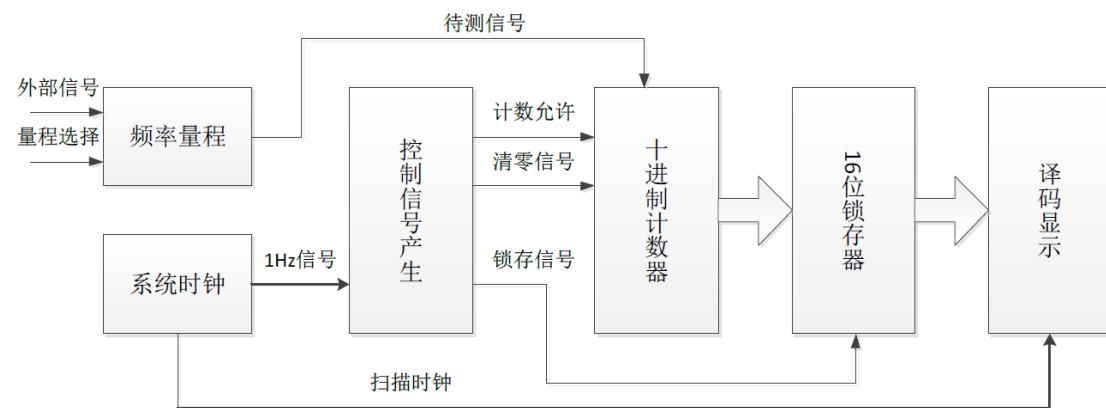 待测信号
外部信号
量程选择
频率量程
计数允许
清零信号
控制信号产生
十进制计数器
16位锁存器
译码显示
系统时钟
1Hz信号
锁存信号
扫描时钟